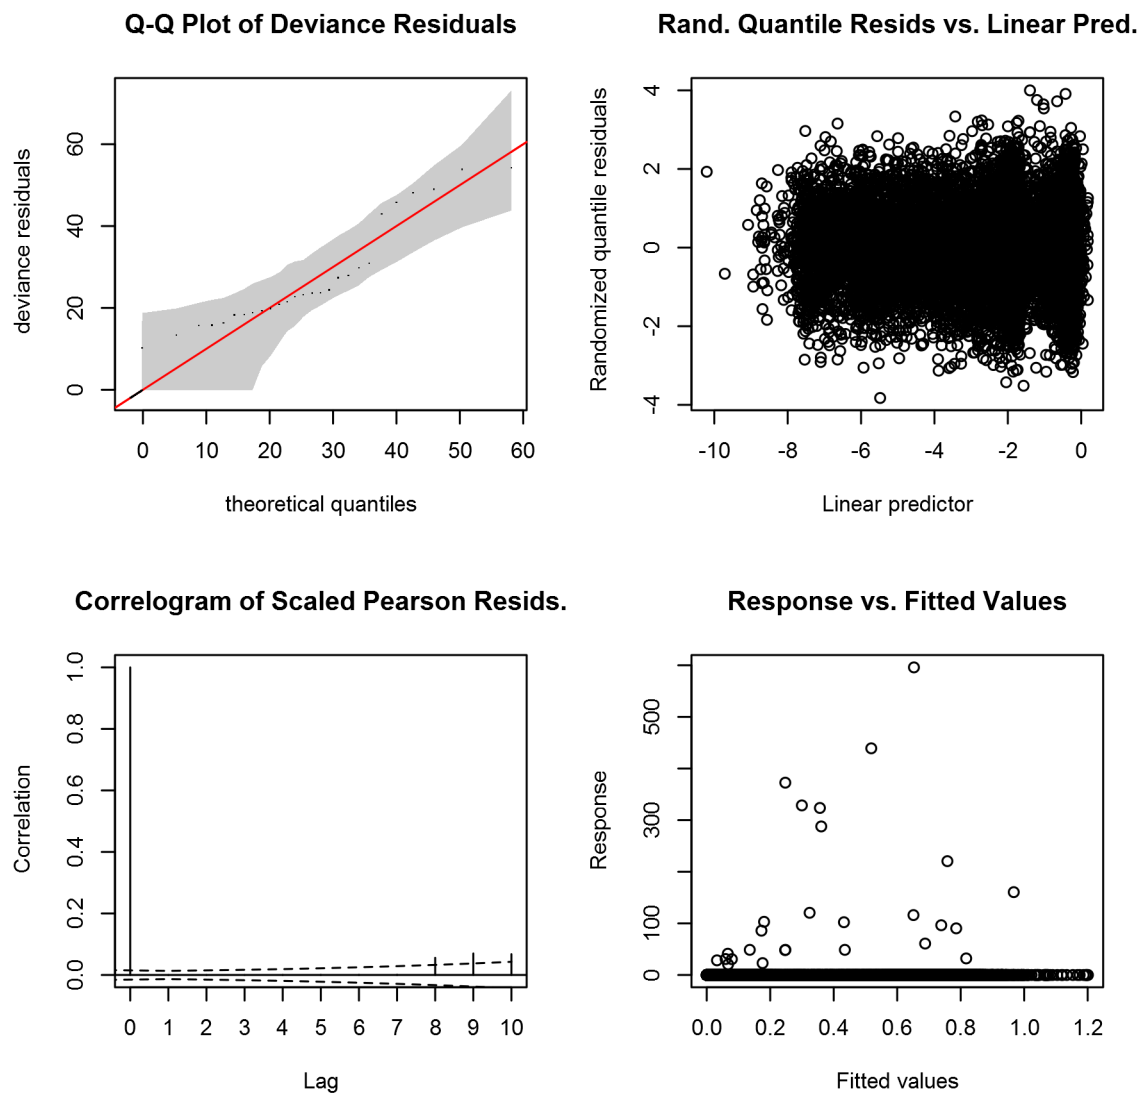 Q-Q Plot of Deviance Residuals
deviance residuals
0 20 40 60
0 10 20 30 40 50 60
theoretical quantiles
Rand. Quantile Resids vs. Linear Pred.
Randomized quantile residuals
-4 -2 0 2 4
-10 -8 -6 -4 -2 0
Linear predictor
Correlogram of Scaled Pearson Resids.
Correlation
0.0 0.2 0.4 0.6 0.8 1.0
0 1 2 3 4 5 6 7 8 9 10
Lag
Response vs. Fitted Values
Response
0 100 300 500
0.0 0.2 0.4 0.6 0.8 1.0 1.2
Fitted values